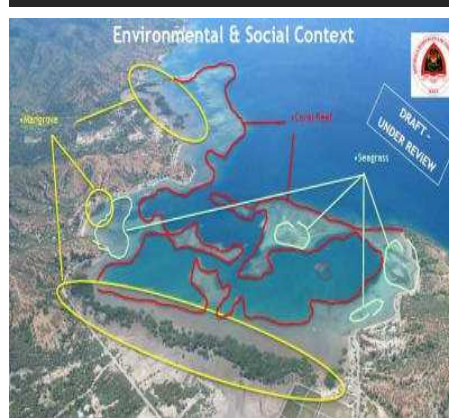 Environmental & Social Context
DRAFT -
UNDER REVIEW
•Mangrove
•Coral Reef
•Seagrass